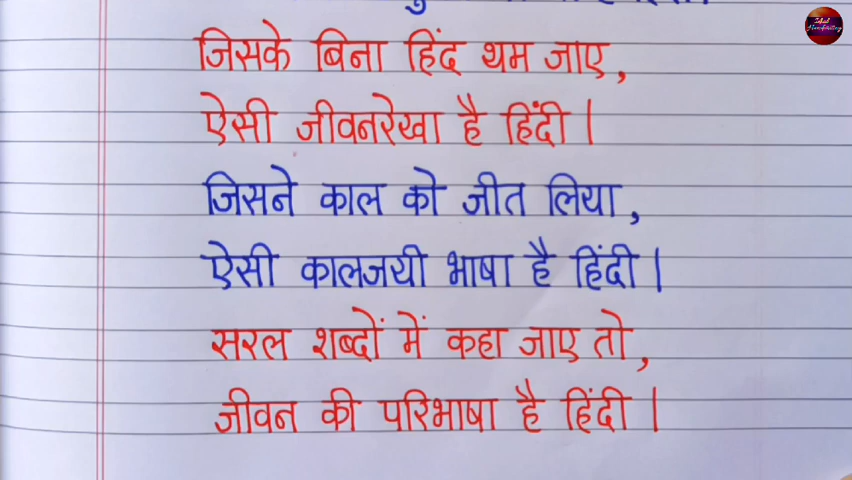 जिसके बिना हिंद थम जाए,
ऐसी जीवनरेखा है हिंदी।
जिसने काल को जीत लिया,
ऐसी कालजयी भाषा है हिंदी।
सरल शब्दों में कहा जाए तो,
जीवन की परिभाषा है हिंदी।